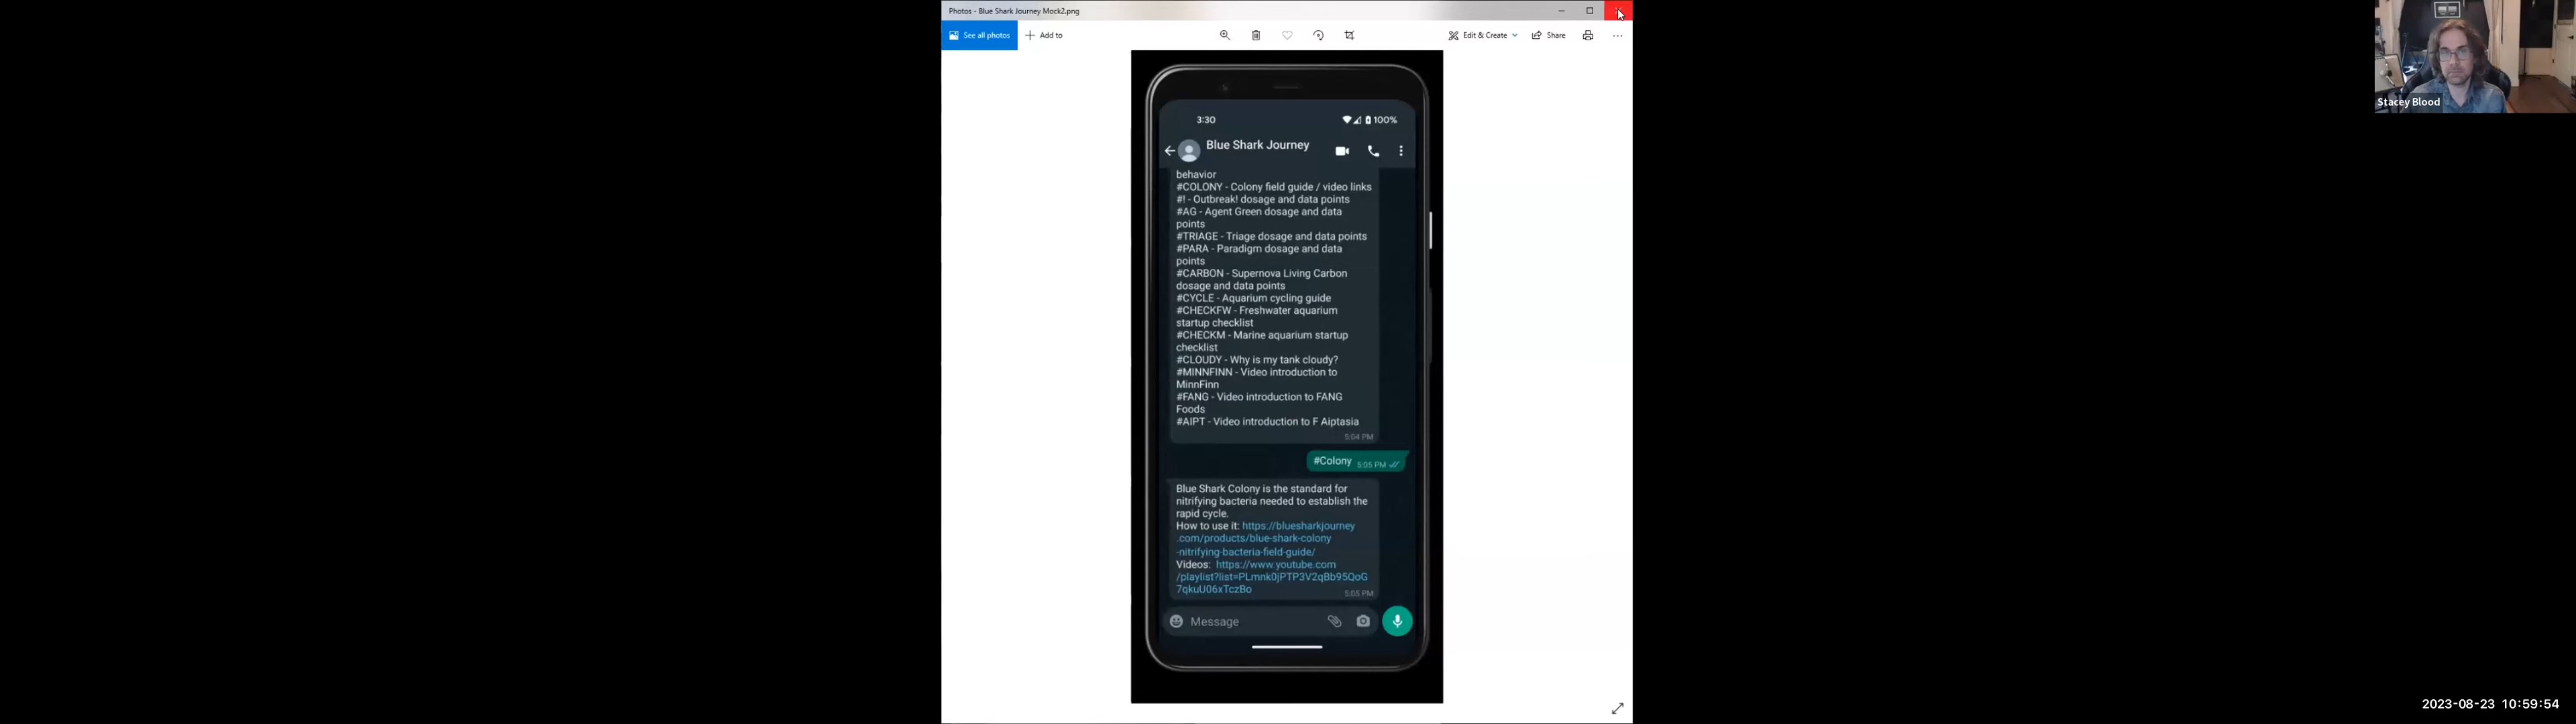 Photos - Blue Shark Journey Mock2.png
See all photos
Add to
Edit & Create
Share
Stacey Blood
3:30
100%
Blue Shark Journey
behavior
#COLONY - Colony field guide / video links
#! - Outbreak! dosage and data points
#AG - Agent Green dosage and data
points
#TRIAGE - Triage dosage and data points
#PARA - Paradigm dosage and data
points
#CARBON - Supernova Living Carbon
dosage and data points
#CYCLE - Aquarium cycling guide
#CHECKFW - Freshwater aquarium
startup checklist
#CHECKM - Marine aquarium startup
checklist
#CLOUDY - Why is my tank cloudy?
#MINNFINN - Video introduction to
MinnFinn
#FANG - Video introduction to FANG
Foods
#AIPT - Video introduction to F Aiptasia
5:04 PM
#Colony 5:05 PM
Blue Shark Colony is the standard for
nitrifying bacteria needed to establish the
rapid cycle.
How to use it: https://bluesharkjourney
.com/products/blue-shark-colony
-nitrifying-bacteria-field-guide/
Videos: https://www.youtube.com
/playlist?list=PLmnk0jPTP3V2qBb95QoG
7qkuU06xTczBo
5:05 PM
Message
2023-08-23 10:59:54